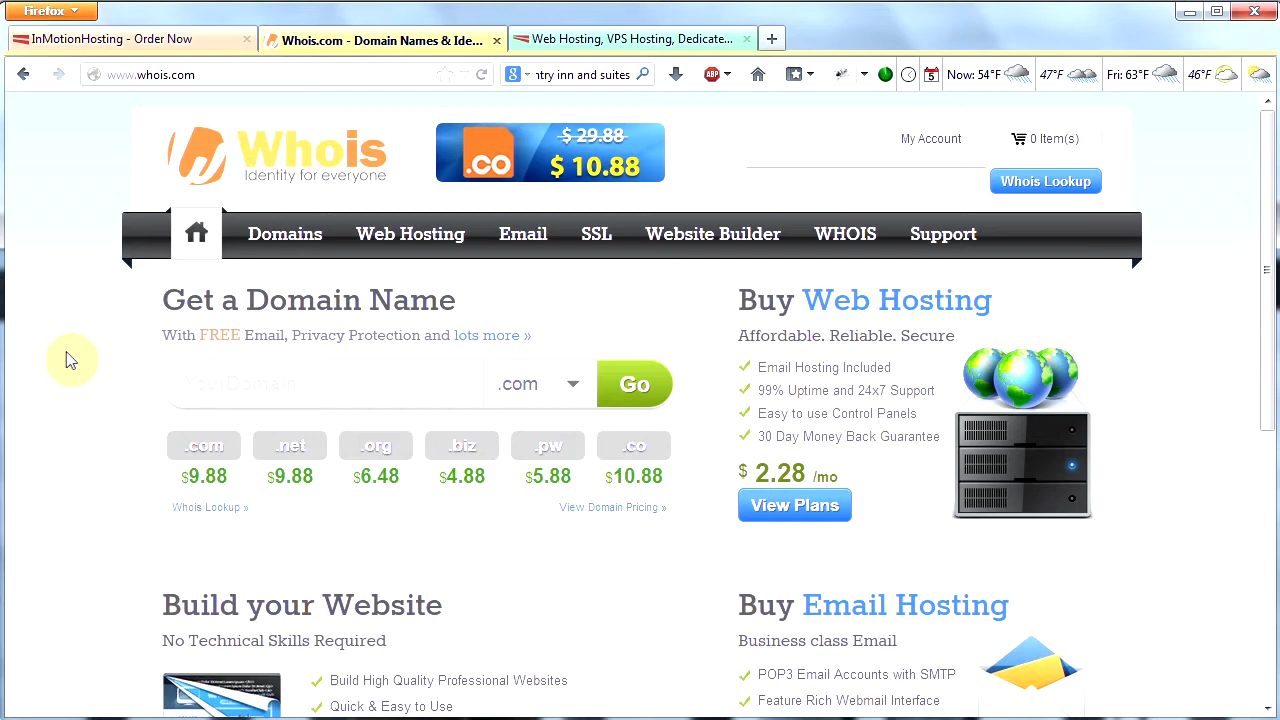 Firefox
InMotionHosting - Order Now
Whois.com - Domain Names & Ide...
Web Hosting, VPS Hosting, Dedicate...
www.whois.com
ntry inn and suites
ABP
5
Now: 54°F
47°F
Fri: 63°F
46°F
Whois
Identity for everyone
.co
$ 29.88
$ 10.88
My Account
0 Item(s)
Whois Lookup
Domains
Web Hosting
Email
SSL
Website Builder
WHOIS
Support
Get a Domain Name
With FREE Email, Privacy Protection and lots more »
YourDomain
.com
Go
.com .net .org .biz .pw .co
$9.88 $9.88 $6.48 $4.88 $5.88 $10.88
Whois Lookup »
View Domain Pricing »
Buy Web Hosting
Affordable. Reliable. Secure
Email Hosting Included
99% Uptime and 24x7 Support
Easy to use Control Panels
30 Day Money Back Guarantee
$ 2.28 /mo
View Plans
Build your Website
No Technical Skills Required
Build High Quality Professional Websites
Quick & Easy to Use
Buy Email Hosting
Business class Email
POP3 Email Accounts with SMTP
Feature Rich Webmail Interface